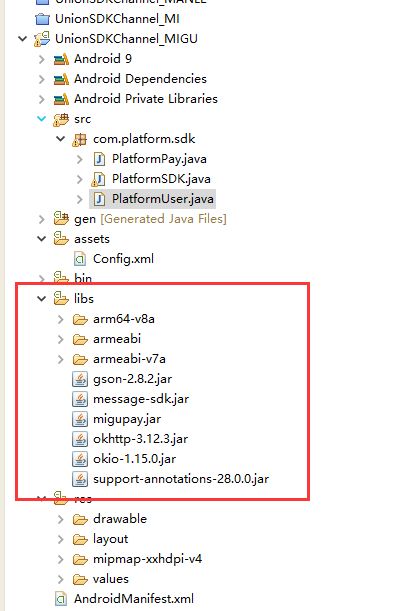 UnionSDKChannel_MANLE
UnionSDKChannel_MI
UnionSDKChannel_MIGU
Android 9
Android Dependencies
Android Private Libraries
src
com.platform.sdk
PlatformPay.java
PlatformSDK.java
PlatformUser.java
gen [Generated Java Files]
assets
Config.xml
bin
libs
arm64-v8a
armeabi
armeabi-v7a
gson-2.8.2.jar
message-sdk.jar
migupay.jar
okhttp-3.12.3.jar
okio-1.15.0.jar
support-annotations-28.0.0.jar
res
drawable
layout
mipmap-xxhdpi-v4
values
AndroidManifest.xml